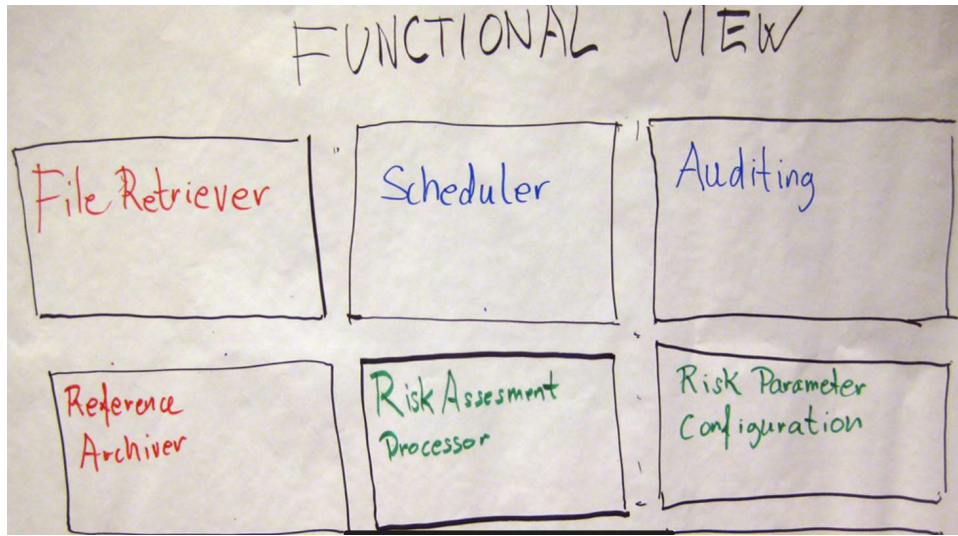 FUNCTIONAL VIEW
File Retriever
Scheduler
Auditing
Reference
Archiver
Risk Assesment
Processor
Risk Parameter
Configuration